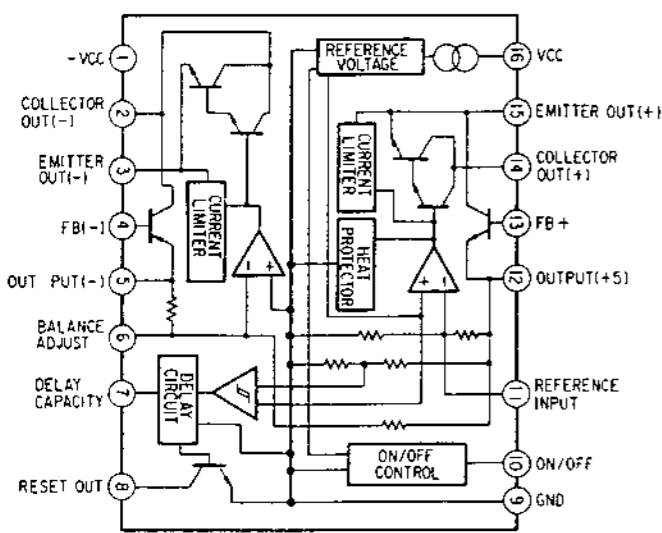 -VCC
1
COLLECTOR
OUT(-)
2
EMITTER
OUT(-)
3
FB(-)
4
OUT PUT(-)
5
BALANCE
ADJUST
6
DELAY
CAPACITY
7
RESET OUT
8
REFERENCE
VOLTAGE
CURRENT
LIMITER
CURRENT
LIMITER
HEAT
PROTECTOR
- +
+ -
DELAY
CIRCUIT
ON/OFF
CONTROL
16
VCC
15
EMITTER OUT(+)
14
COLLECTOR
OUT(+)
13
FB+
12
OUTPUT(+5)
11
REFERENCE
INPUT
10
ON/OFF
9
GND